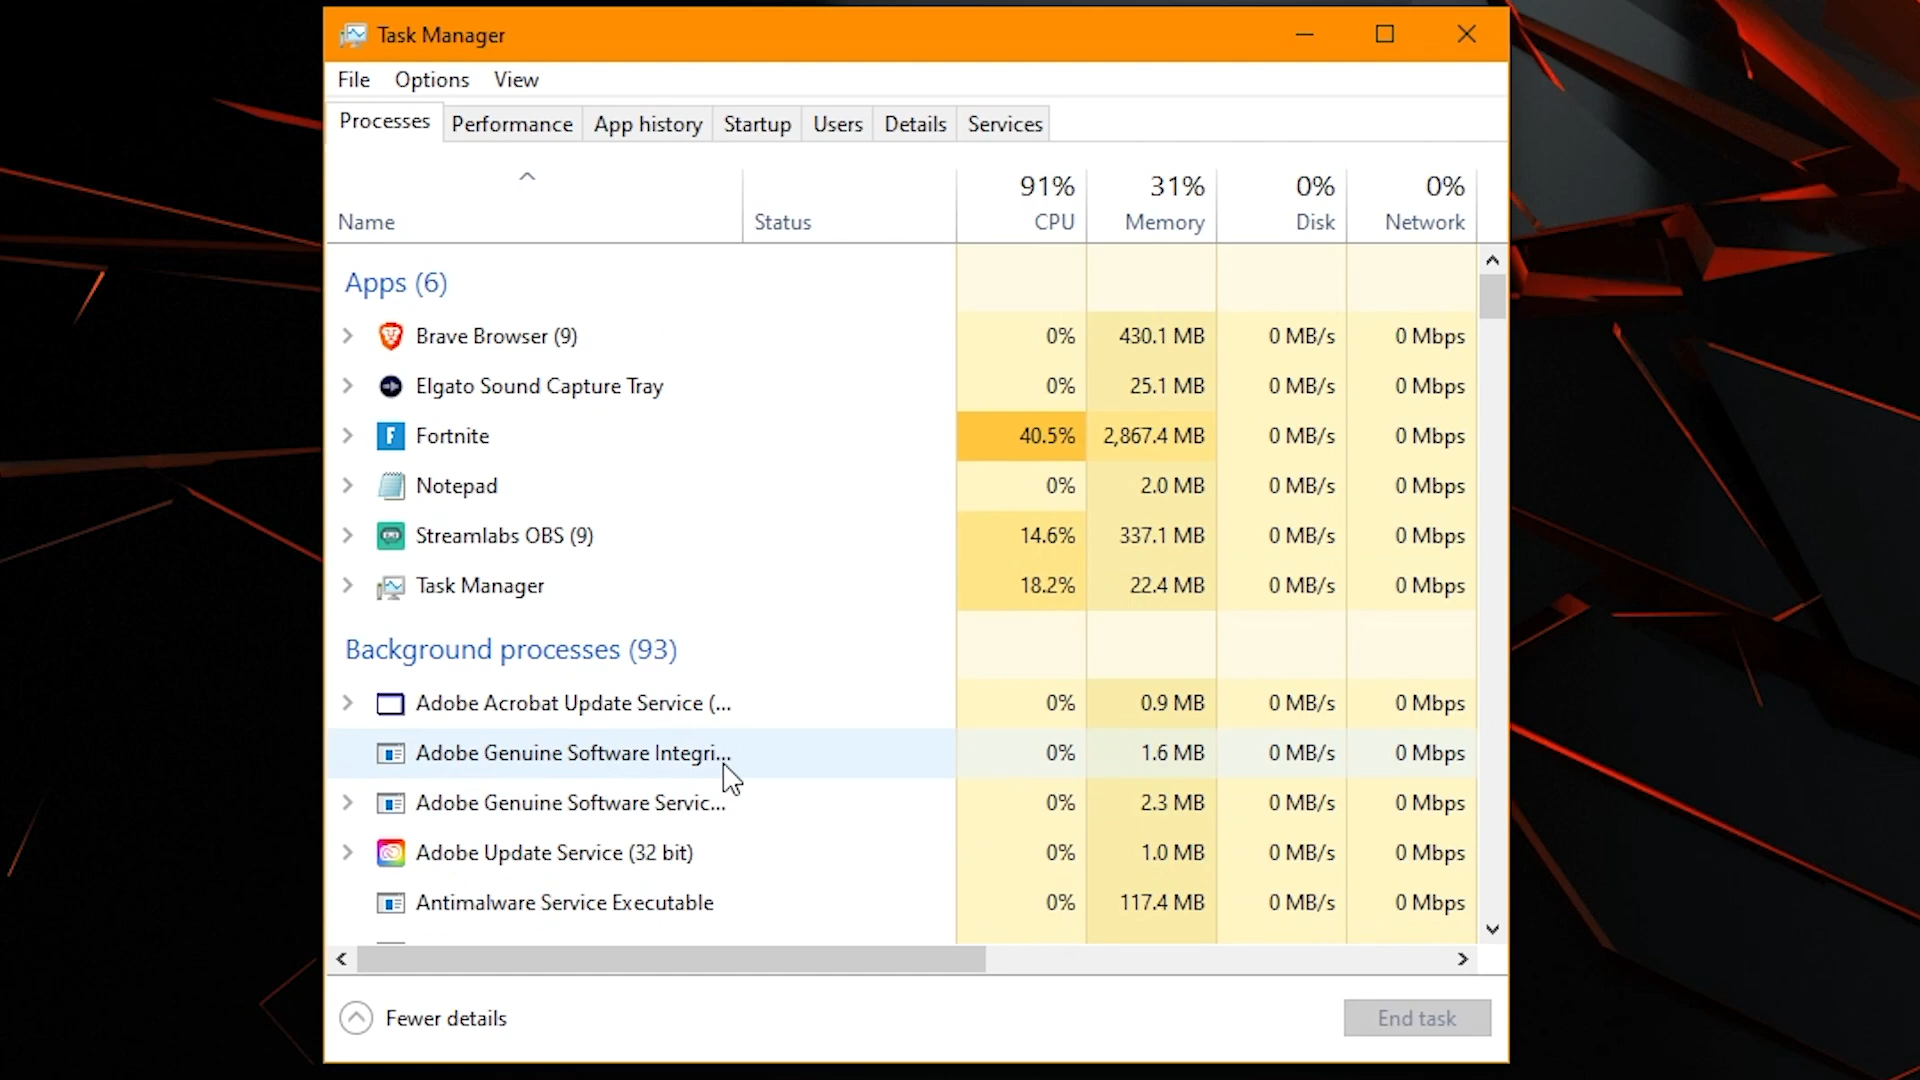 Task Manager
File Options View
Processes Performance App history Startup Users Details Services
91% 31% 0% 0%
Name Status CPU Memory Disk Network
Apps (6)
Brave Browser (9) 0% 430.1 MB 0 MB/s 0 Mbps
Elgato Sound Capture Tray 0% 25.1 MB 0 MB/s 0 Mbps
F Fortnite 40.5% 2,867.4 MB 0 MB/s 0 Mbps
Notepad 0% 2.0 MB 0 MB/s 0 Mbps
Streamlabs OBS (9) 14.6% 337.1 MB 0 MB/s 0 Mbps
Task Manager 18.2% 22.4 MB 0 MB/s 0 Mbps
Background processes (93)
Adobe Acrobat Update Service (... 0% 0.9 MB 0 MB/s 0 Mbps
Adobe Genuine Software Integri... 0% 1.6 MB 0 MB/s 0 Mbps
Adobe Genuine Software Servic... 0% 2.3 MB 0 MB/s 0 Mbps
Adobe Update Service (32 bit) 0% 1.0 MB 0 MB/s 0 Mbps
Antimalware Service Executable 0% 117.4 MB 0 MB/s 0 Mbps
Fewer details End task